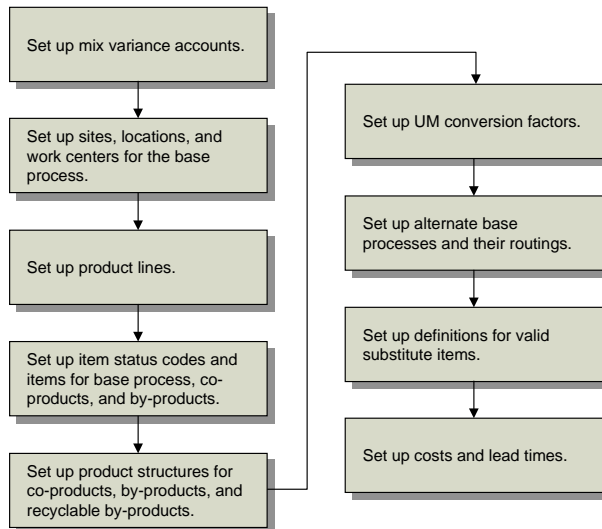 Set up mix variance accounts.
Set up sites, locations, and
work centers for the base
process.
Set up product lines.
Set up item status codes and
items for base process, co-
products, and by-products.
Set up product structures for
co-products, by-products, and
recyclable by-products.
Set up UM conversion factors.
Set up alternate base
processes and their routings.
Set up definitions for valid
substitute items.
Set up costs and lead times.